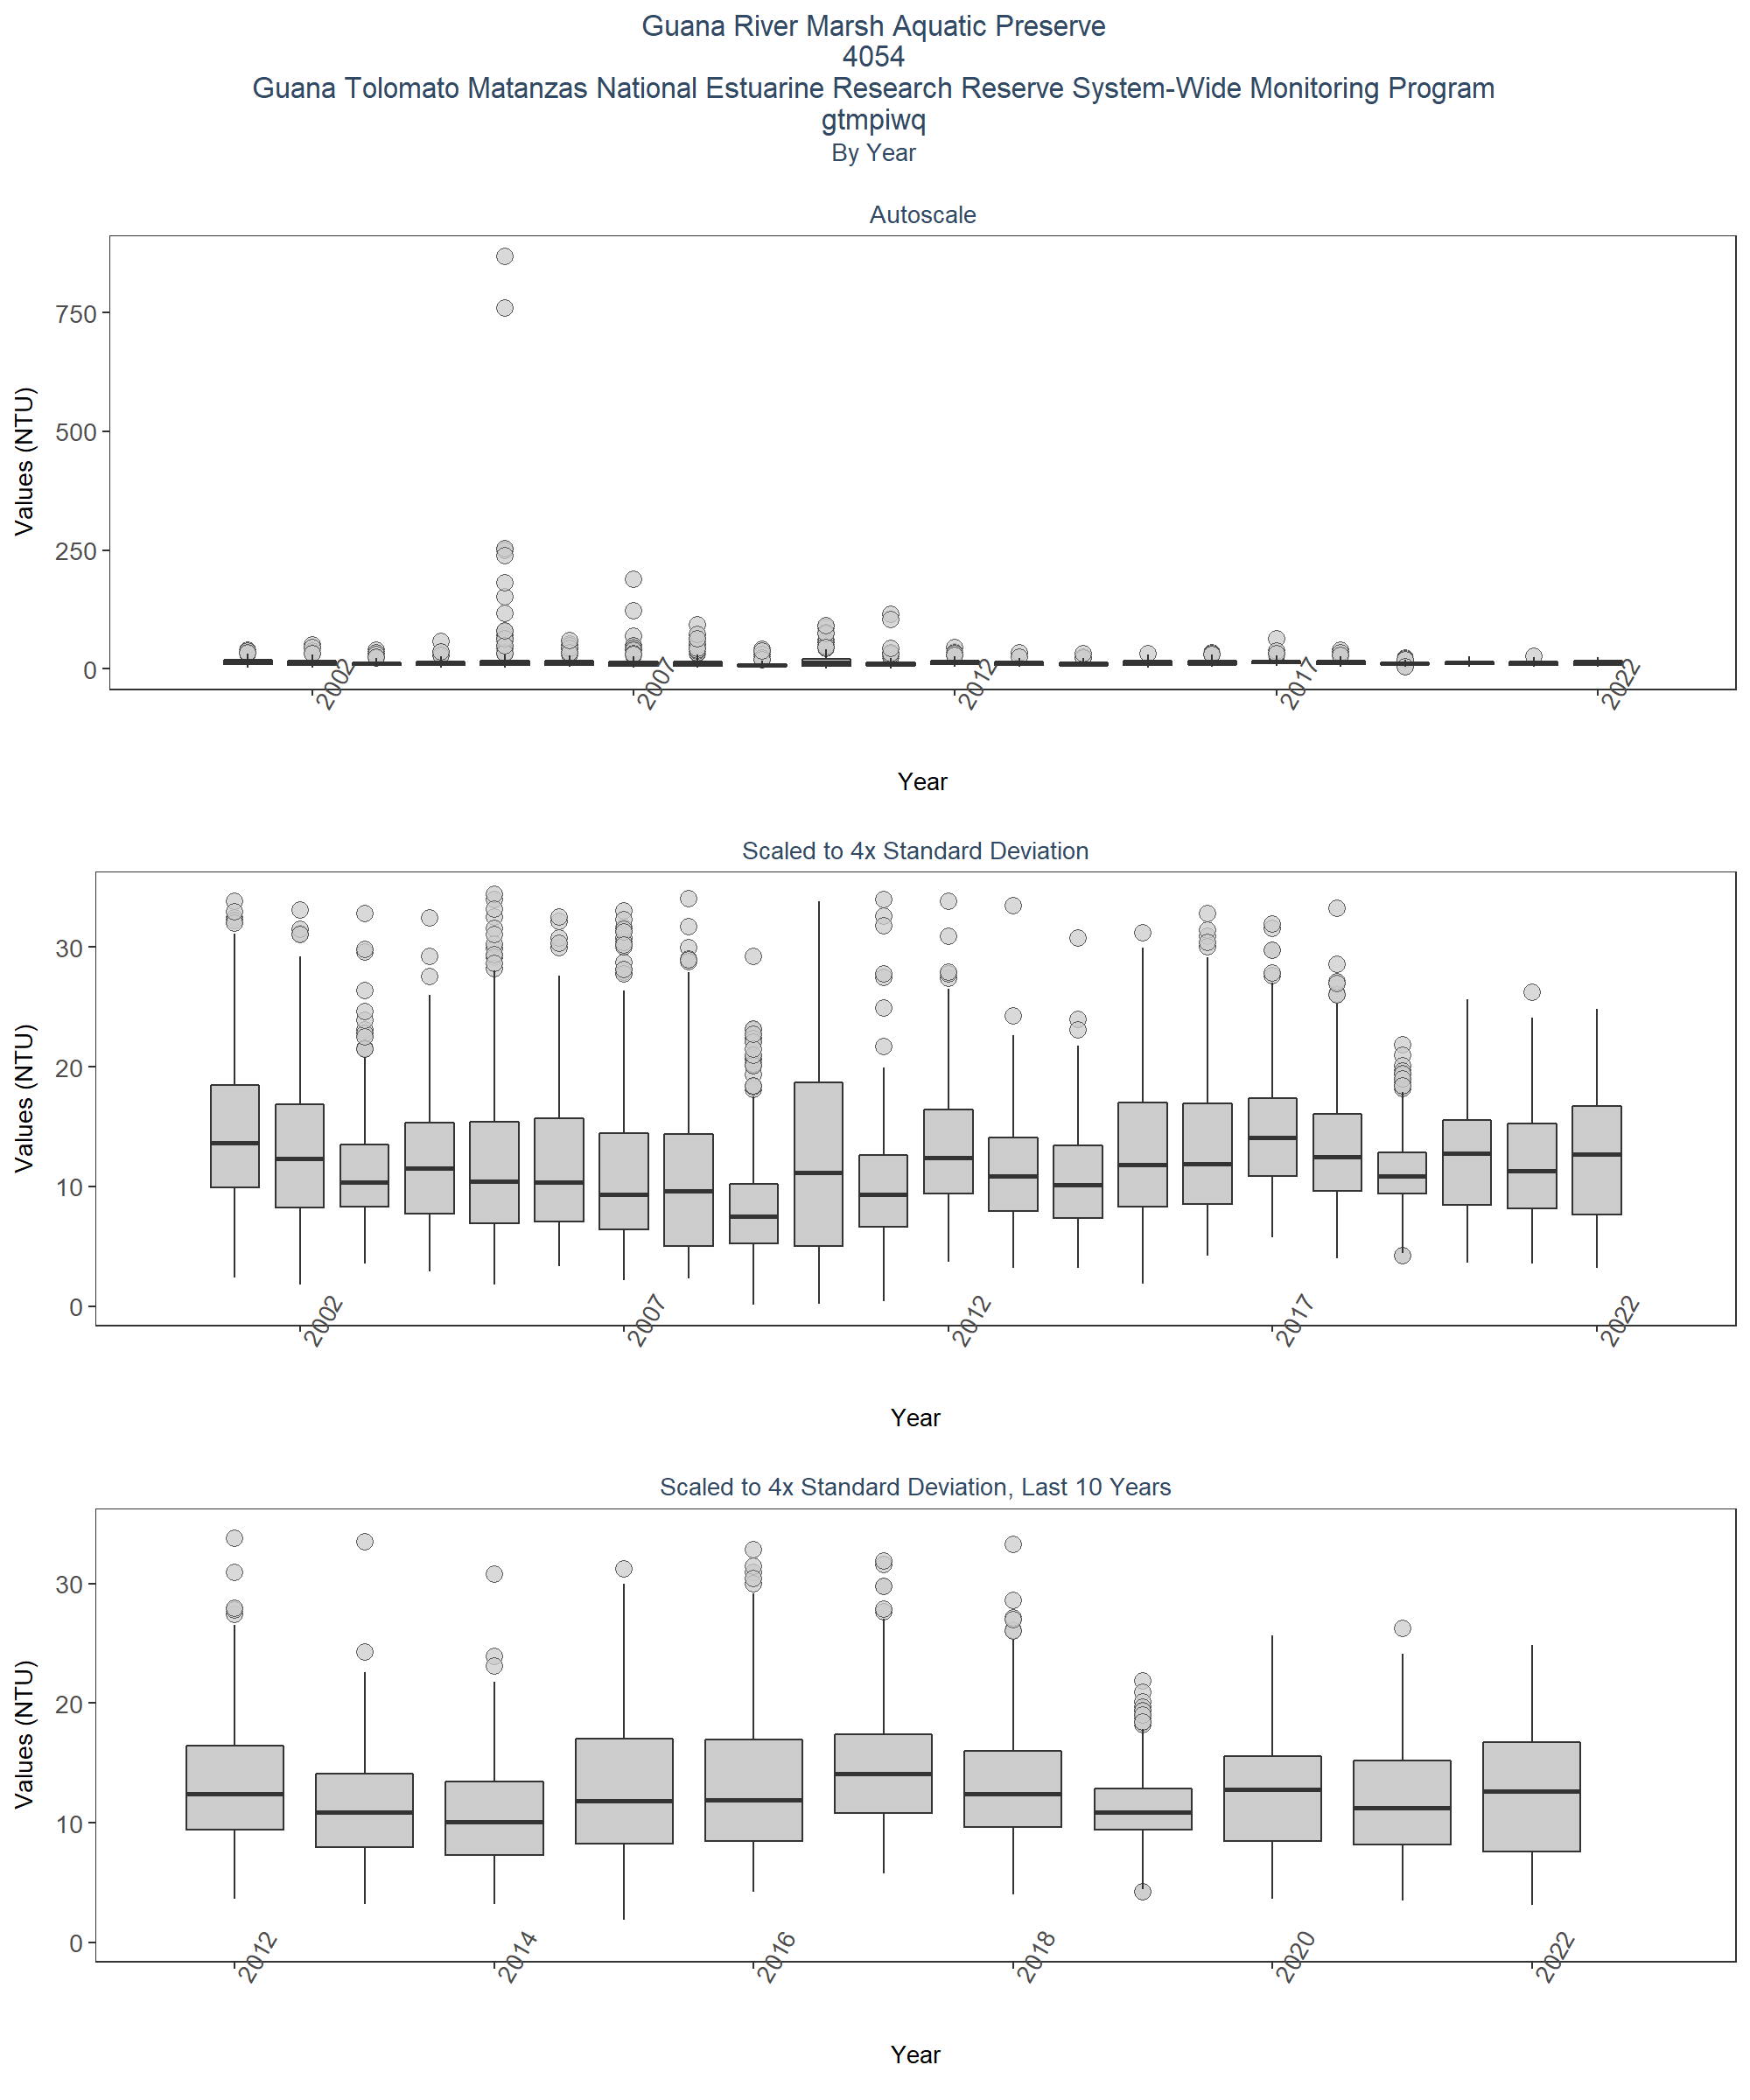 Guana River Marsh Aquatic Preserve
4054
Guana Tolomato Matanzas National Estuarine Research Reserve System-Wide Monitoring Program
gtmpiwq
By Year
Autoscale
Values (NTU)
750
500
250
0
2002 2007 2012 2017 2022
Year
Scaled to 4x Standard Deviation
Values (NTU)
30
20
10
0
2002 2007 2012 2017 2022
Year
Scaled to 4x Standard Deviation, Last 10 Years
Values (NTU)
30
20
10
0
2012 2014 2016 2018 2020 2022
Year